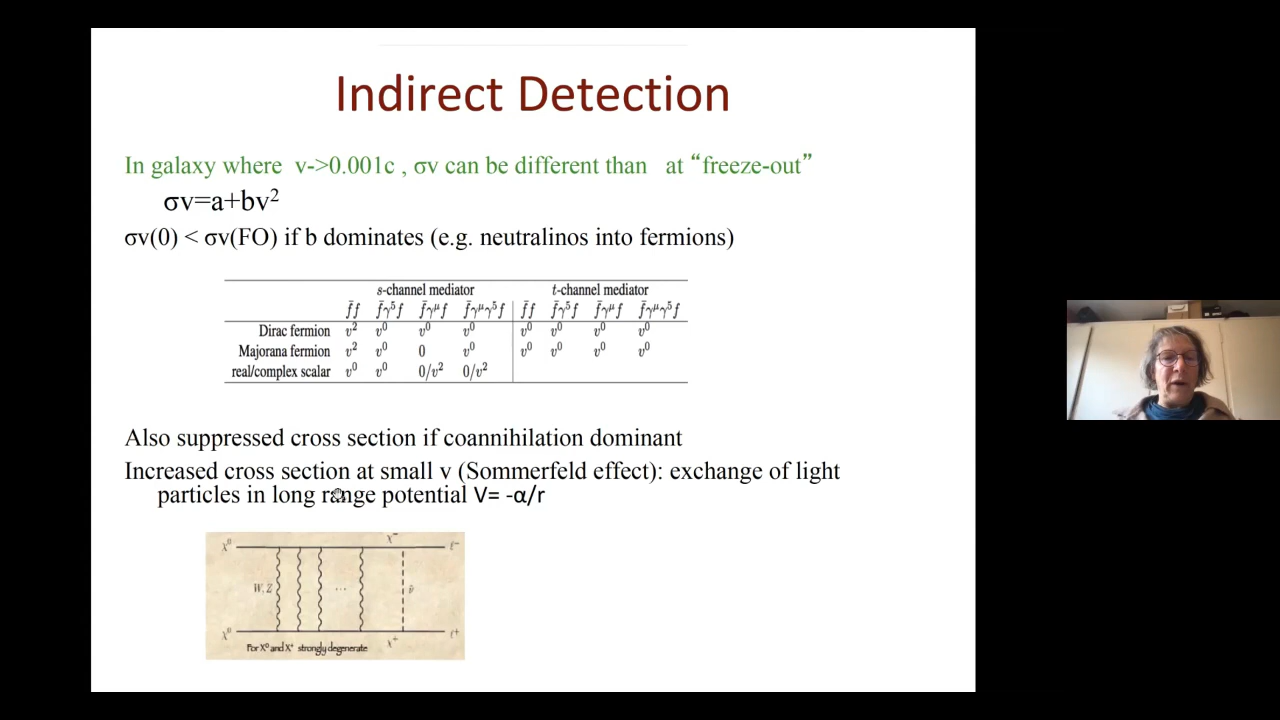 Indirect Detection
In galaxy where v->0.001c , σv can be different than at “freeze-out”
σv=a+bv²
σv(0) < σv(FO) if b dominates (e.g. neutralinos into fermions)
s-channel mediator t-channel mediator
f̄f f̄γ⁵f f̄γ^μf f̄γ^μγ⁵f f̄f f̄γ⁵f f̄γ^μf f̄γ^μγ⁵f
Dirac fermion v² v⁰ v⁰ v⁰ v⁰ v⁰ v⁰ v⁰
Majorana fermion v² v⁰ 0 v⁰ v⁰ v⁰ v⁰ v⁰
real/complex scalar v⁰ v⁰ 0/v² 0/v²
Also suppressed cross section if coannihilation dominant
Increased cross section at small v (Sommerfeld effect): exchange of light
particles in long range potential V= -α/r
χ⁰ χ⁻ f⁻
W, Z ...
χ⁰ χ⁺ f⁺
For X⁰ and X⁺ strongly degenerate